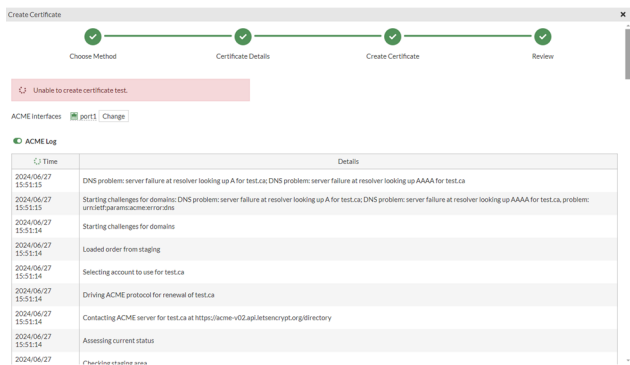 Create Certificate
Choose Method
Certificate Details
Create Certificate
Review
Unable to create certificate test.
ACME interfaces port1 Change
ACME Log
Time Details
2024/06/27
15:51:15
DNS problem: server failure at resolver looking up A for test.ca; DNS problem: server failure at resolver looking up AAAA for test.ca
2024/06/27
15:51:15
Starting challenges for domains: DNS problem: server failure at resolver looking up A for test.ca; DNS problem: server failure at resolver looking up AAAA for test.ca, problem:
urn:ietf:params:acme:error:dns
2024/06/27
15:51:14
Starting challenges for domains
2024/06/27
15:51:14
Loaded order from staging
2024/06/27
15:51:14
Selecting account to use for test.ca
2024/06/27
15:51:14
Driving ACME protocol for renewal of test.ca
2024/06/27
15:51:14
Contacting ACME server for test.ca at https://acme-v02.api.letsencrypt.org/directory
2024/06/27
15:51:14
Assessing current status
2024/06/27
Checking staging area